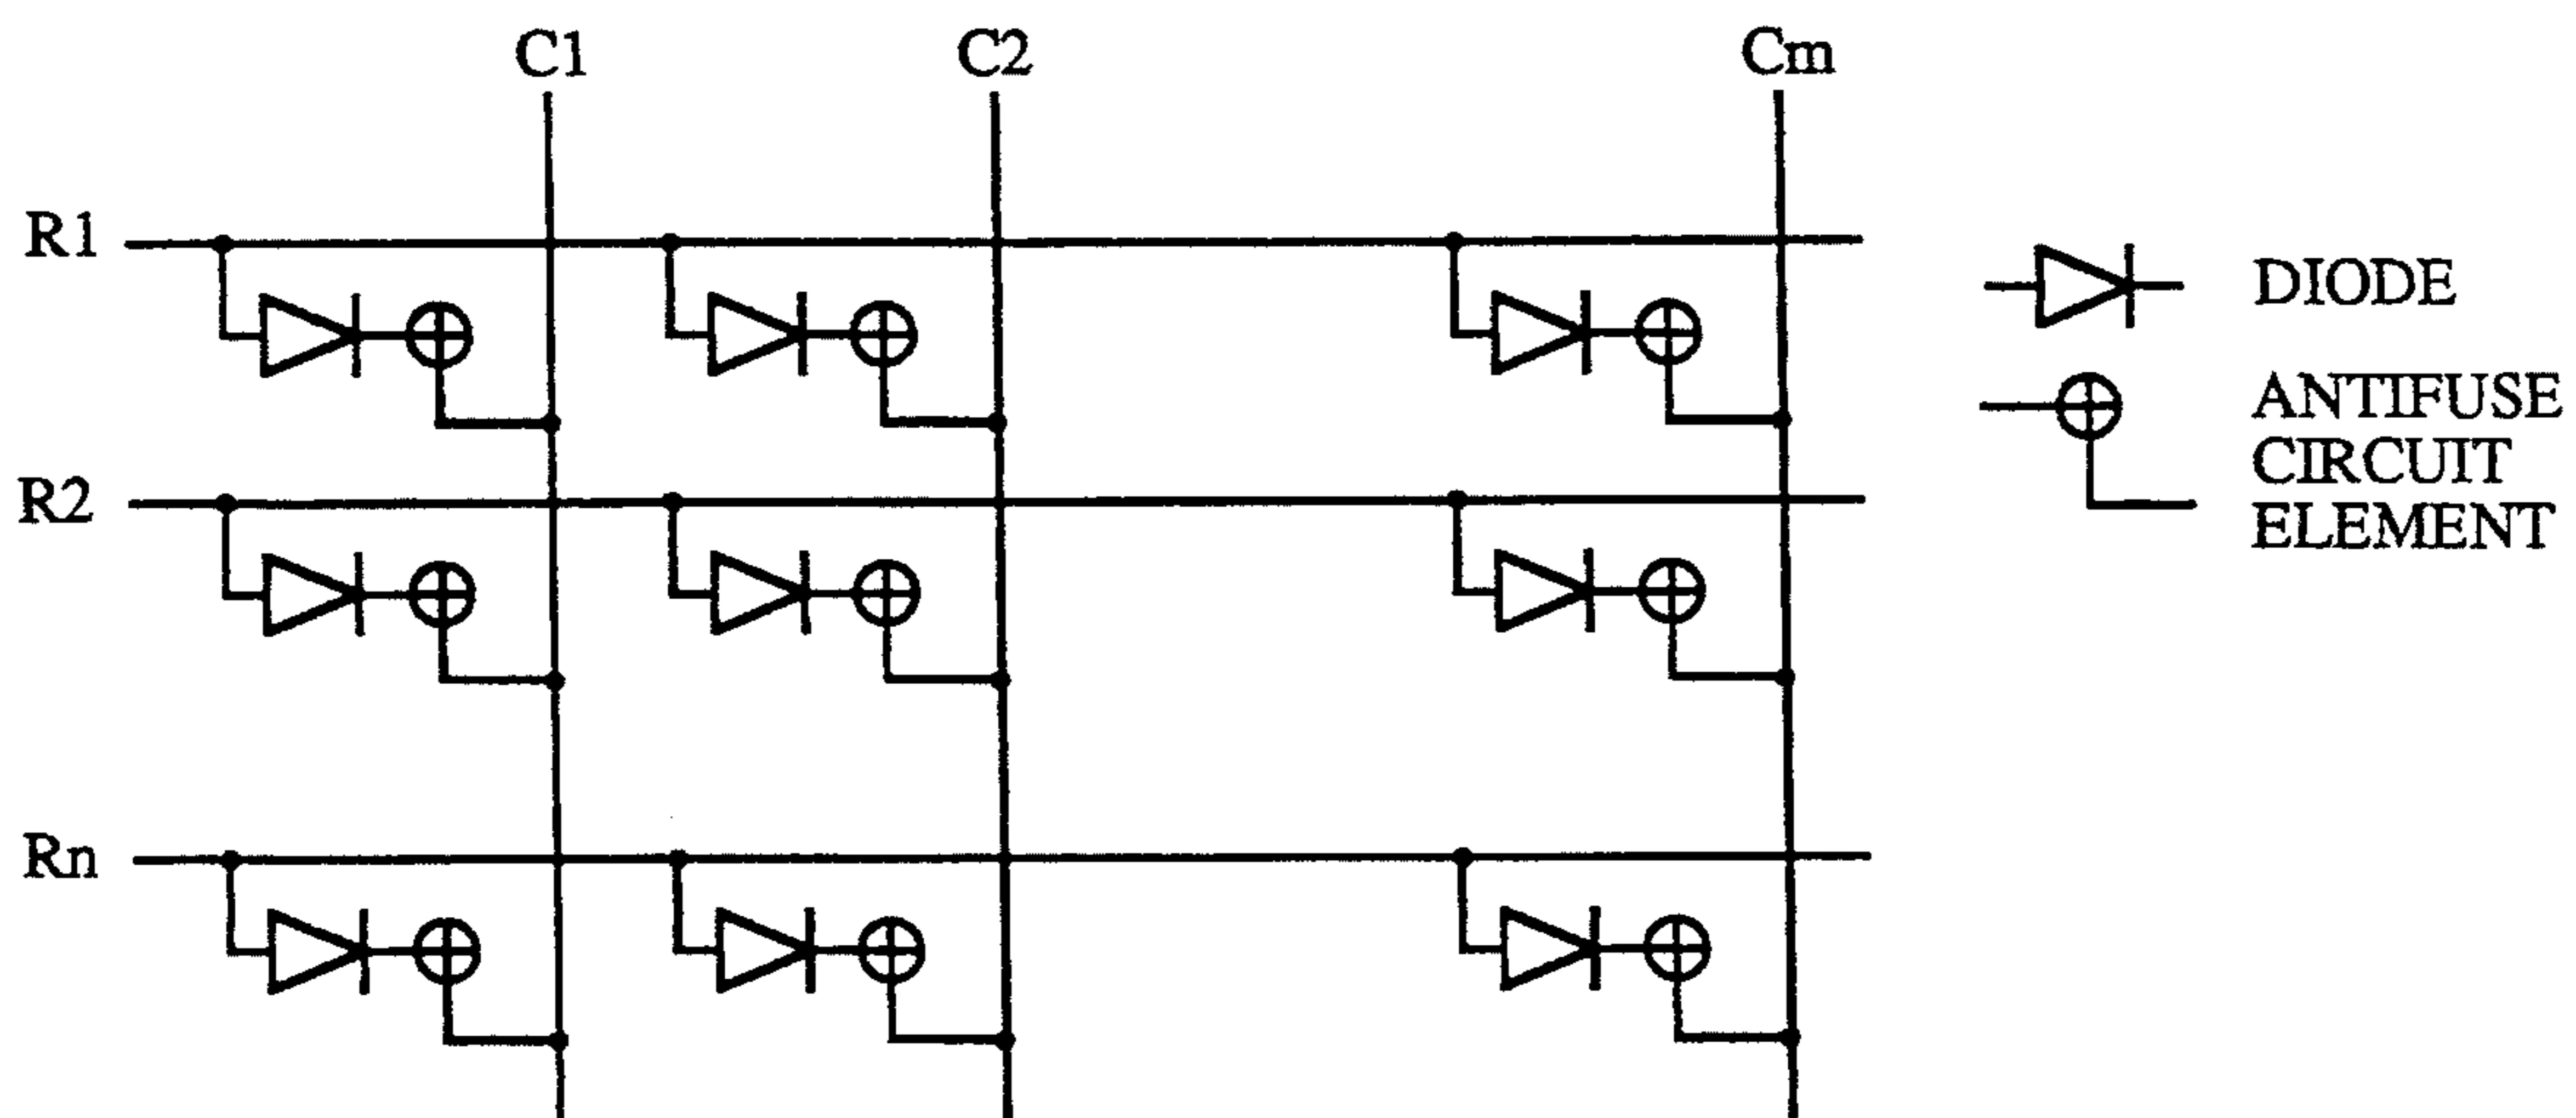 C1
C2
Cm
R1
DIODE
ANTIFUSE
CIRCUIT
ELEMENT
R2
Rn